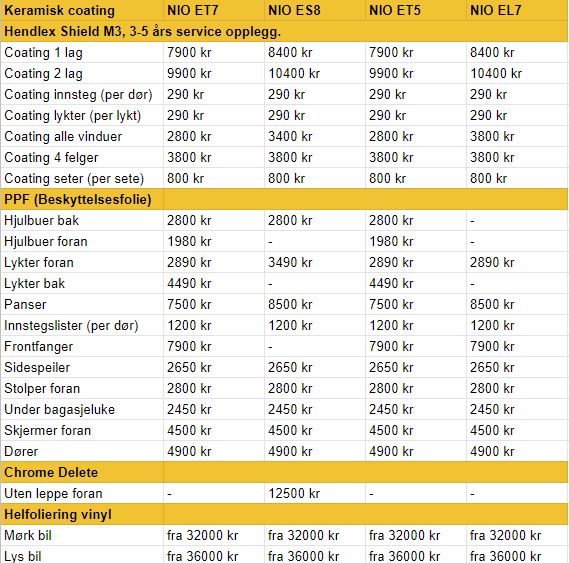 Keramisk coating NIO ET7 NIO ES8 NIO ET5 NIO EL7
Hendlex Shield M3, 3-5 års service opplegg.
Coating 1 lag 7900 kr 8400 kr 7900 kr 8400 kr
Coating 2 lag 9900 kr 10400 kr 9900 kr 10400 kr
Coating innsteg (per dør) 290 kr 290 kr 290 kr 290 kr
Coating lykter (per lykt) 290 kr 290 kr 290 kr 290 kr
Coating alle vinduer 2800 kr 3400 kr 2800 kr 3800 kr
Coating 4 felger 3800 kr 3800 kr 3800 kr 3800 kr
Coating seter (per sete) 800 kr 800 kr 800 kr 800 kr
PPF (Beskyttelsesfolie)
Hjulbuer bak 2800 kr 2800 kr 2800 kr -
Hjulbuer foran 1980 kr - 1980 kr -
Lykter foran 2890 kr 3490 kr 2890 kr 2890 kr
Lykter bak 4490 kr - 4490 kr -
Panser 7500 kr 8500 kr 7500 kr 8500 kr
Innstegslister (per dør) 1200 kr 1200 kr 1200 kr 1200 kr
Frontfanger 7900 kr - 7900 kr 7900 kr
Sidespeiler 2650 kr 2650 kr 2650 kr 2650 kr
Stolper foran 2800 kr 2800 kr 2800 kr 2800 kr
Under bagasjeluke 2450 kr 2450 kr 2450 kr 2450 kr
Skjermer foran 4500 kr 4500 kr 4500 kr 4500 kr
Dører 4900 kr 4900 kr 4900 kr 4900 kr
Chrome Delete
Uten leppe foran - 12500 kr - -
Helfoliering vinyl
Mørk bil fra 32000 kr fra 32000 kr fra 32000 kr fra 32000 kr
Lys bil fra 36000 kr fra 36000 kr fra 36000 kr fra 36000 kr